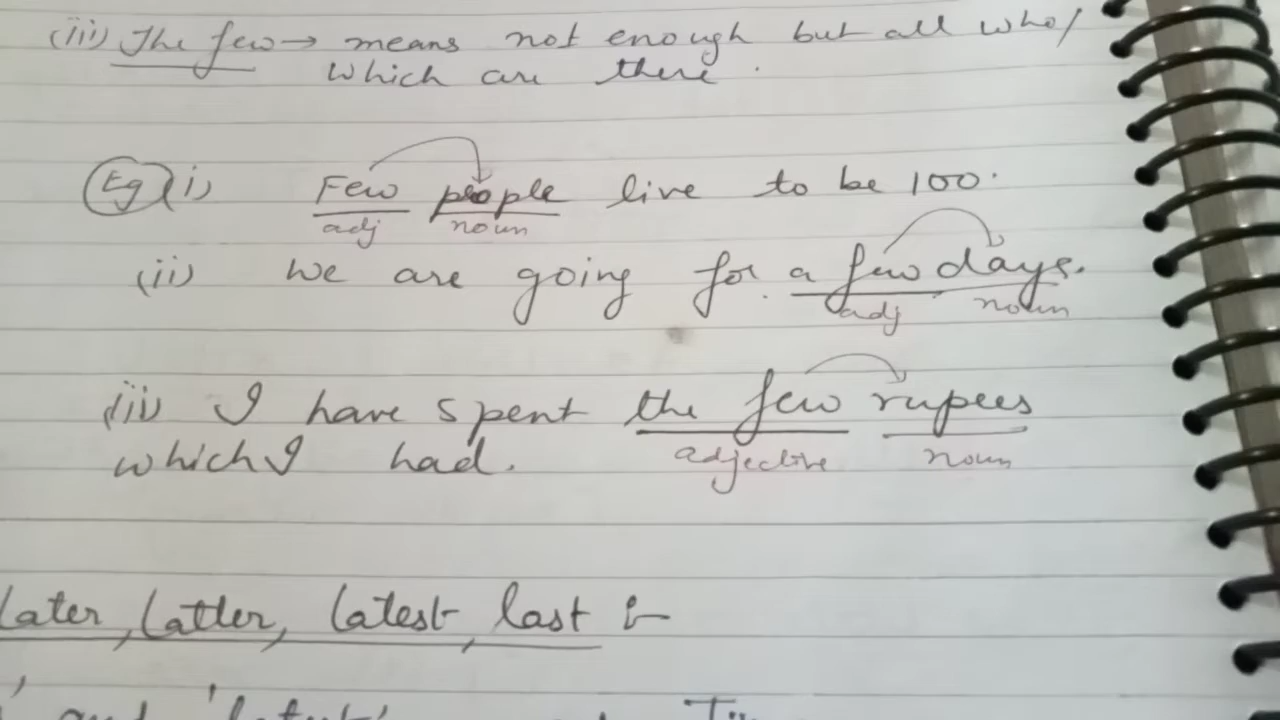 (iii) The few → means not enough but all who/
which are there.
Eg (i) Few people live to be 100.
adj noun
(ii) We are going for a few days.
adj noun
(iii) I have spent the few rupees
which I had. adjective noun
Later, Latter, Latest, last :-
and